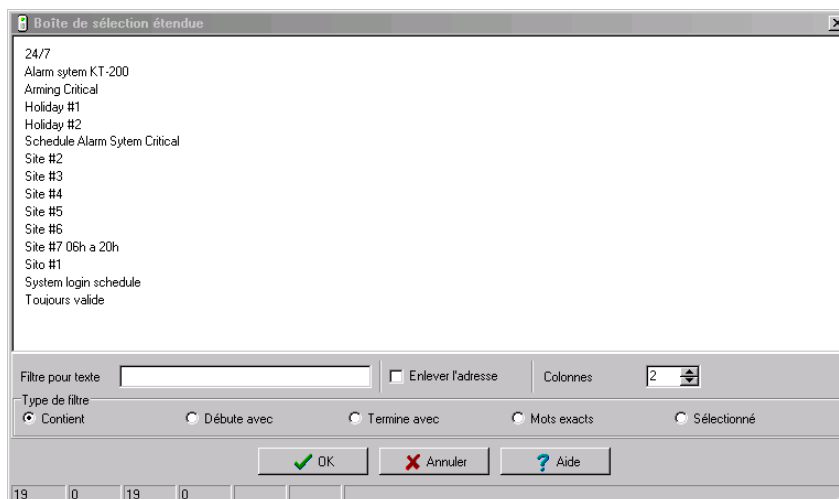 Boîte de sélection étendue
24/7
Alarm sytem KT-200
Arming Critical
Holiday #1
Holiday #2
Schedule Alarm Sytem Critical
Site #2
Site #3
Site #4
Site #5
Site #6
Site #7 06h a 20h
Sito #1
System login schedule
Toujours valide
Filtre pour texte Enlever l'adresse Colonnes 2
Type de filtre
Contient Débute avec Termine avec Mots exacts Sélectionné
OK Annuler ? Aide
19 0 19 0